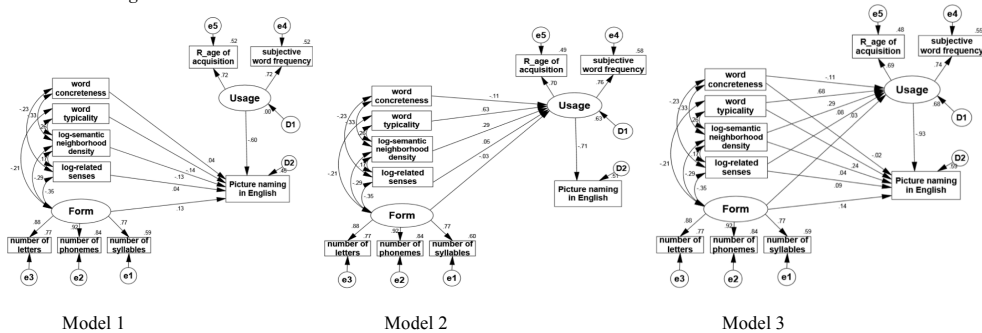 e5
e4
R_age of
acquisition
.52
subjective
word frequency
.52
.72
.72
Usage
.00
D1
word
concreteness
word
typicality
log-semantic
neighborhood
density
log-related
senses
-.23
.33
-.21
-.29
-.35
-.60
.04
-.14
-.13
.04
.13
D2
Picture naming
in English
Form
.88
.92
.77
number of
letters
.77
number of
phonemes
.84
number of
syllables
.59
e3
e2
e1
Model 1
e5
e4
R_age of
acquisition
.49
subjective
word frequency
.58
.70
.76
Usage
.63
D1
word
concreteness
word
typicality
log-semantic
neighborhood
density
log-related
senses
-.23
.33
-.21
-.29
-.35
-.11
.63
.29
.05
.03
-.71
D2
Picture naming
in English
.51
Form
.88
.92
.77
number of
letters
.77
number of
phonemes
.84
number of
syllables
.60
e3
e2
e1
Model 2
e5
e4
R_age of
acquisition
.48
subjective
word frequency
.55
.69
.74
Usage
.68
D1
word
concreteness
word
typicality
log-semantic
neighborhood
density
log-related
senses
-.23
.33
-.21
-.29
-.35
-.11
.68
.29
.03
-.93
-.02
.24
.04
.09
.14
D2
Picture naming
in English
Form
.88
.92
.77
number of
letters
.77
number of
phonemes
.84
number of
syllables
.59
e3
e2
e1
Model 3